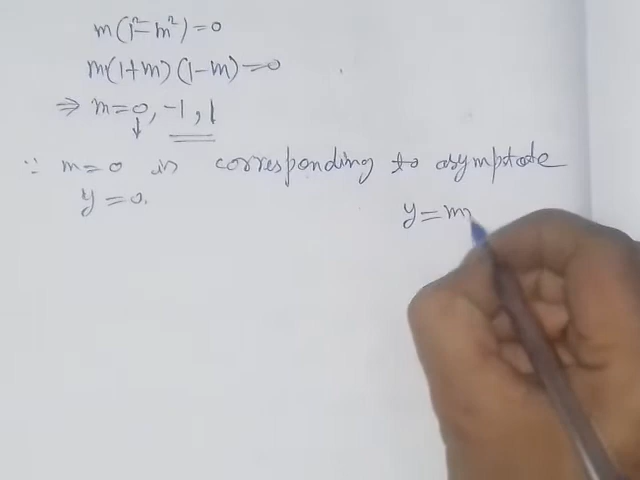 m(1²-m²)=0
m(1+m)(1-m)=0
⇒ m=0, -1, 1
↓
∵ m=0 is corresponding to asymptote
y=0.
y=m